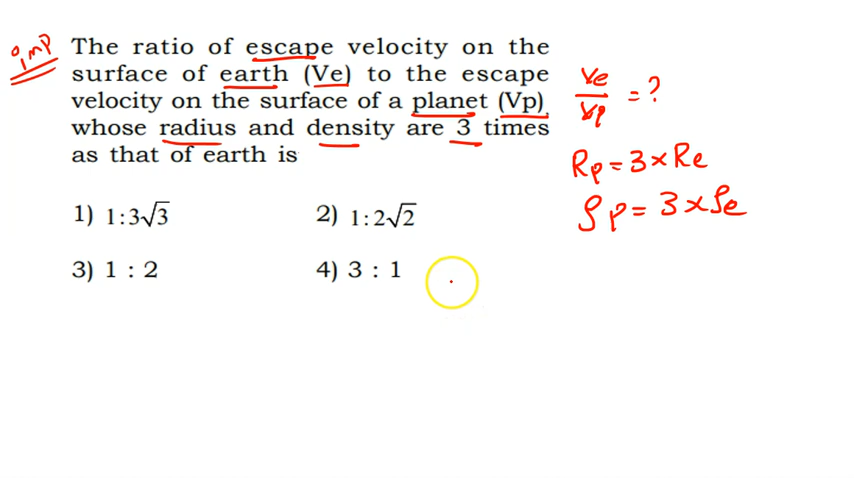 imp
The ratio of escape velocity on the
surface of earth (Ve) to the escape
velocity on the surface of a planet (Vp),
whose radius and density are 3 times
as that of earth is
1) 1:3√3
2) 1:2√2
3) 1 : 2
4) 3 : 1
Ve/Vp = ?
Rp = 3 × Re
ρp = 3 × ρe